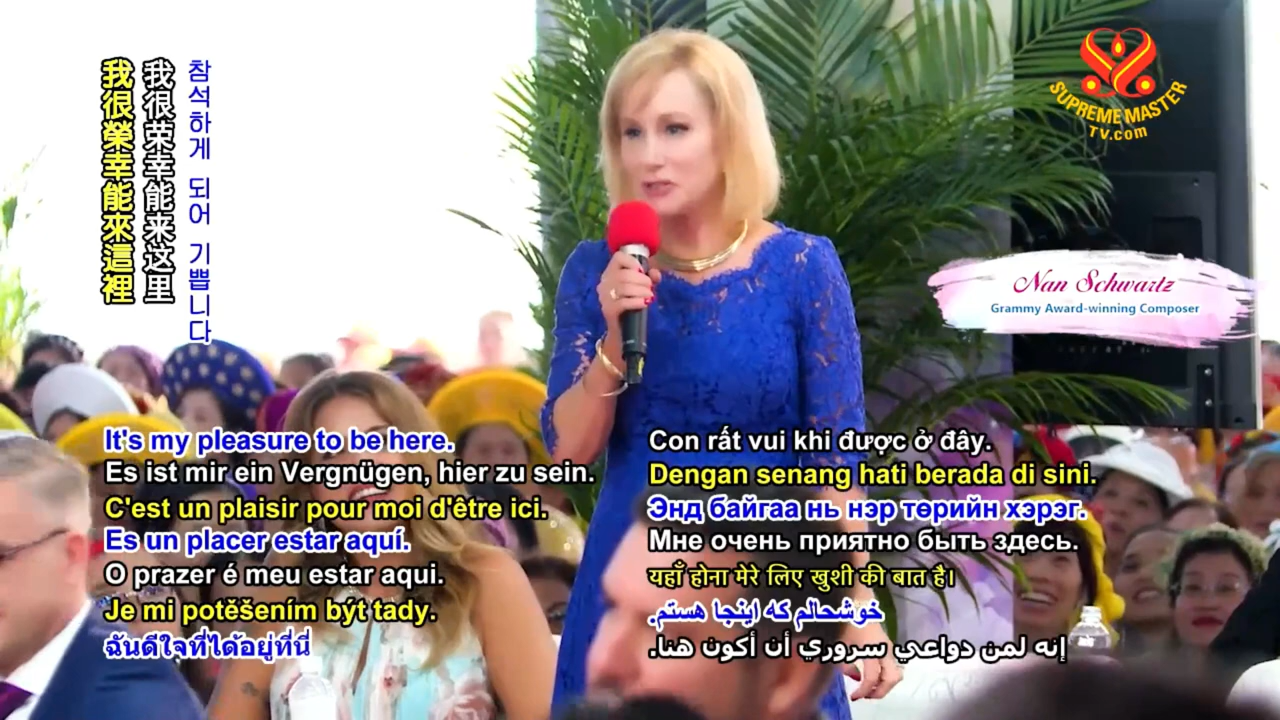 我很榮幸能來這裡
我很荣幸能来这里
참석하게 되어 기쁩니다
SUPREME MASTER
TV.com
Nan Schwartz
Grammy Award-winning Composer
It's my pleasure to be here.
Es ist mir ein Vergnügen, hier zu sein.
C'est un plaisir pour moi d'être ici.
Es un placer estar aquí.
O prazer é meu estar aqui.
Je mi potěšením být tady.
ฉันดีใจที่ได้อยู่ที่นี่
Con rất vui khi được ở đây.
Dengan senang hati berada di sini.
Энд байгаа нь нэр төрийн хэрэг.
Мне очень приятно быть здесь.
यहाँ होना मेरे लिए खुशी की बात है।
خوشحالم که اینجا هستم.
إنه لمن دواعي سروري أن أكون هنا.